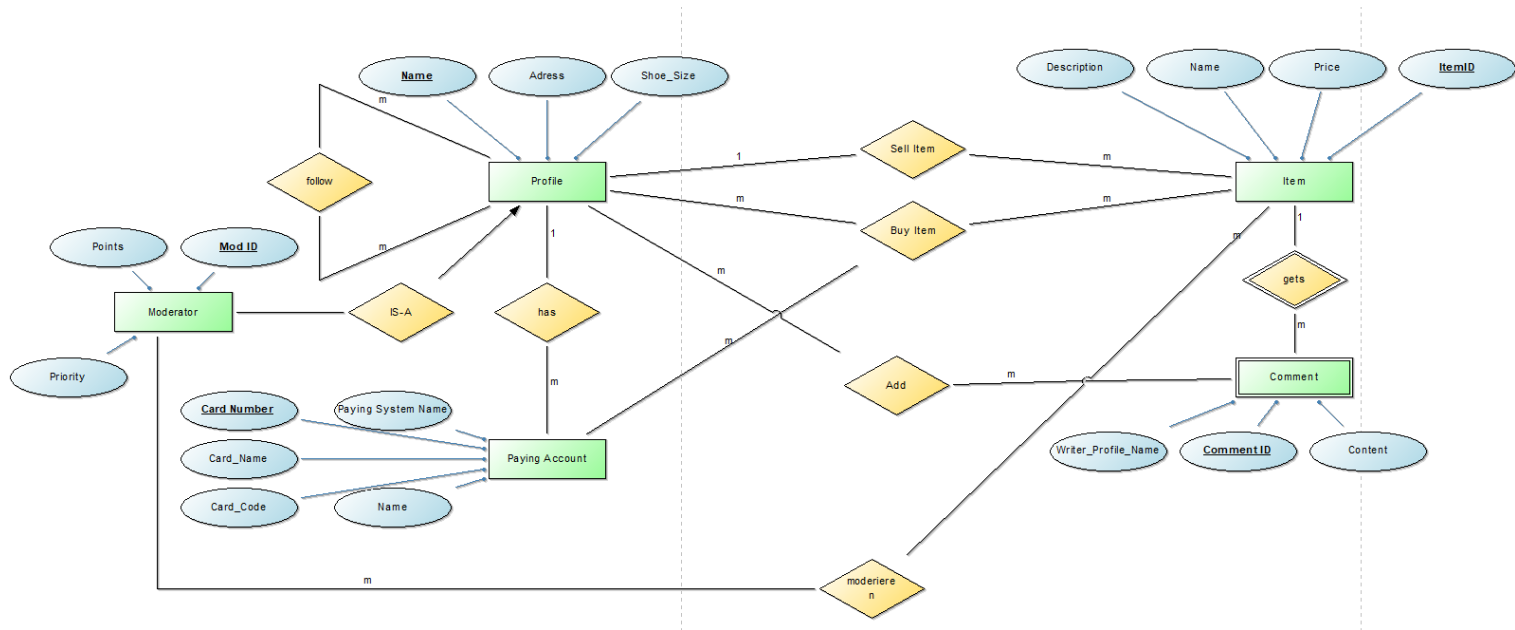 Name
Adress
Shoe_Size
Description
Name
Price
ItemID
m
Sell Item
1
m
follow
Profile
Item
m
m
Buy Item
1
m
Points
Mod ID
m
1
m
m
gets
Moderator
IS-A
has
m
m
Priority
m
Add
m
Comment
Card Number
Paying System Name
Card_Name
Paying Account
Writer_Profile_Name
Comment ID
Content
Card_Code
Name
m
moderiere
n